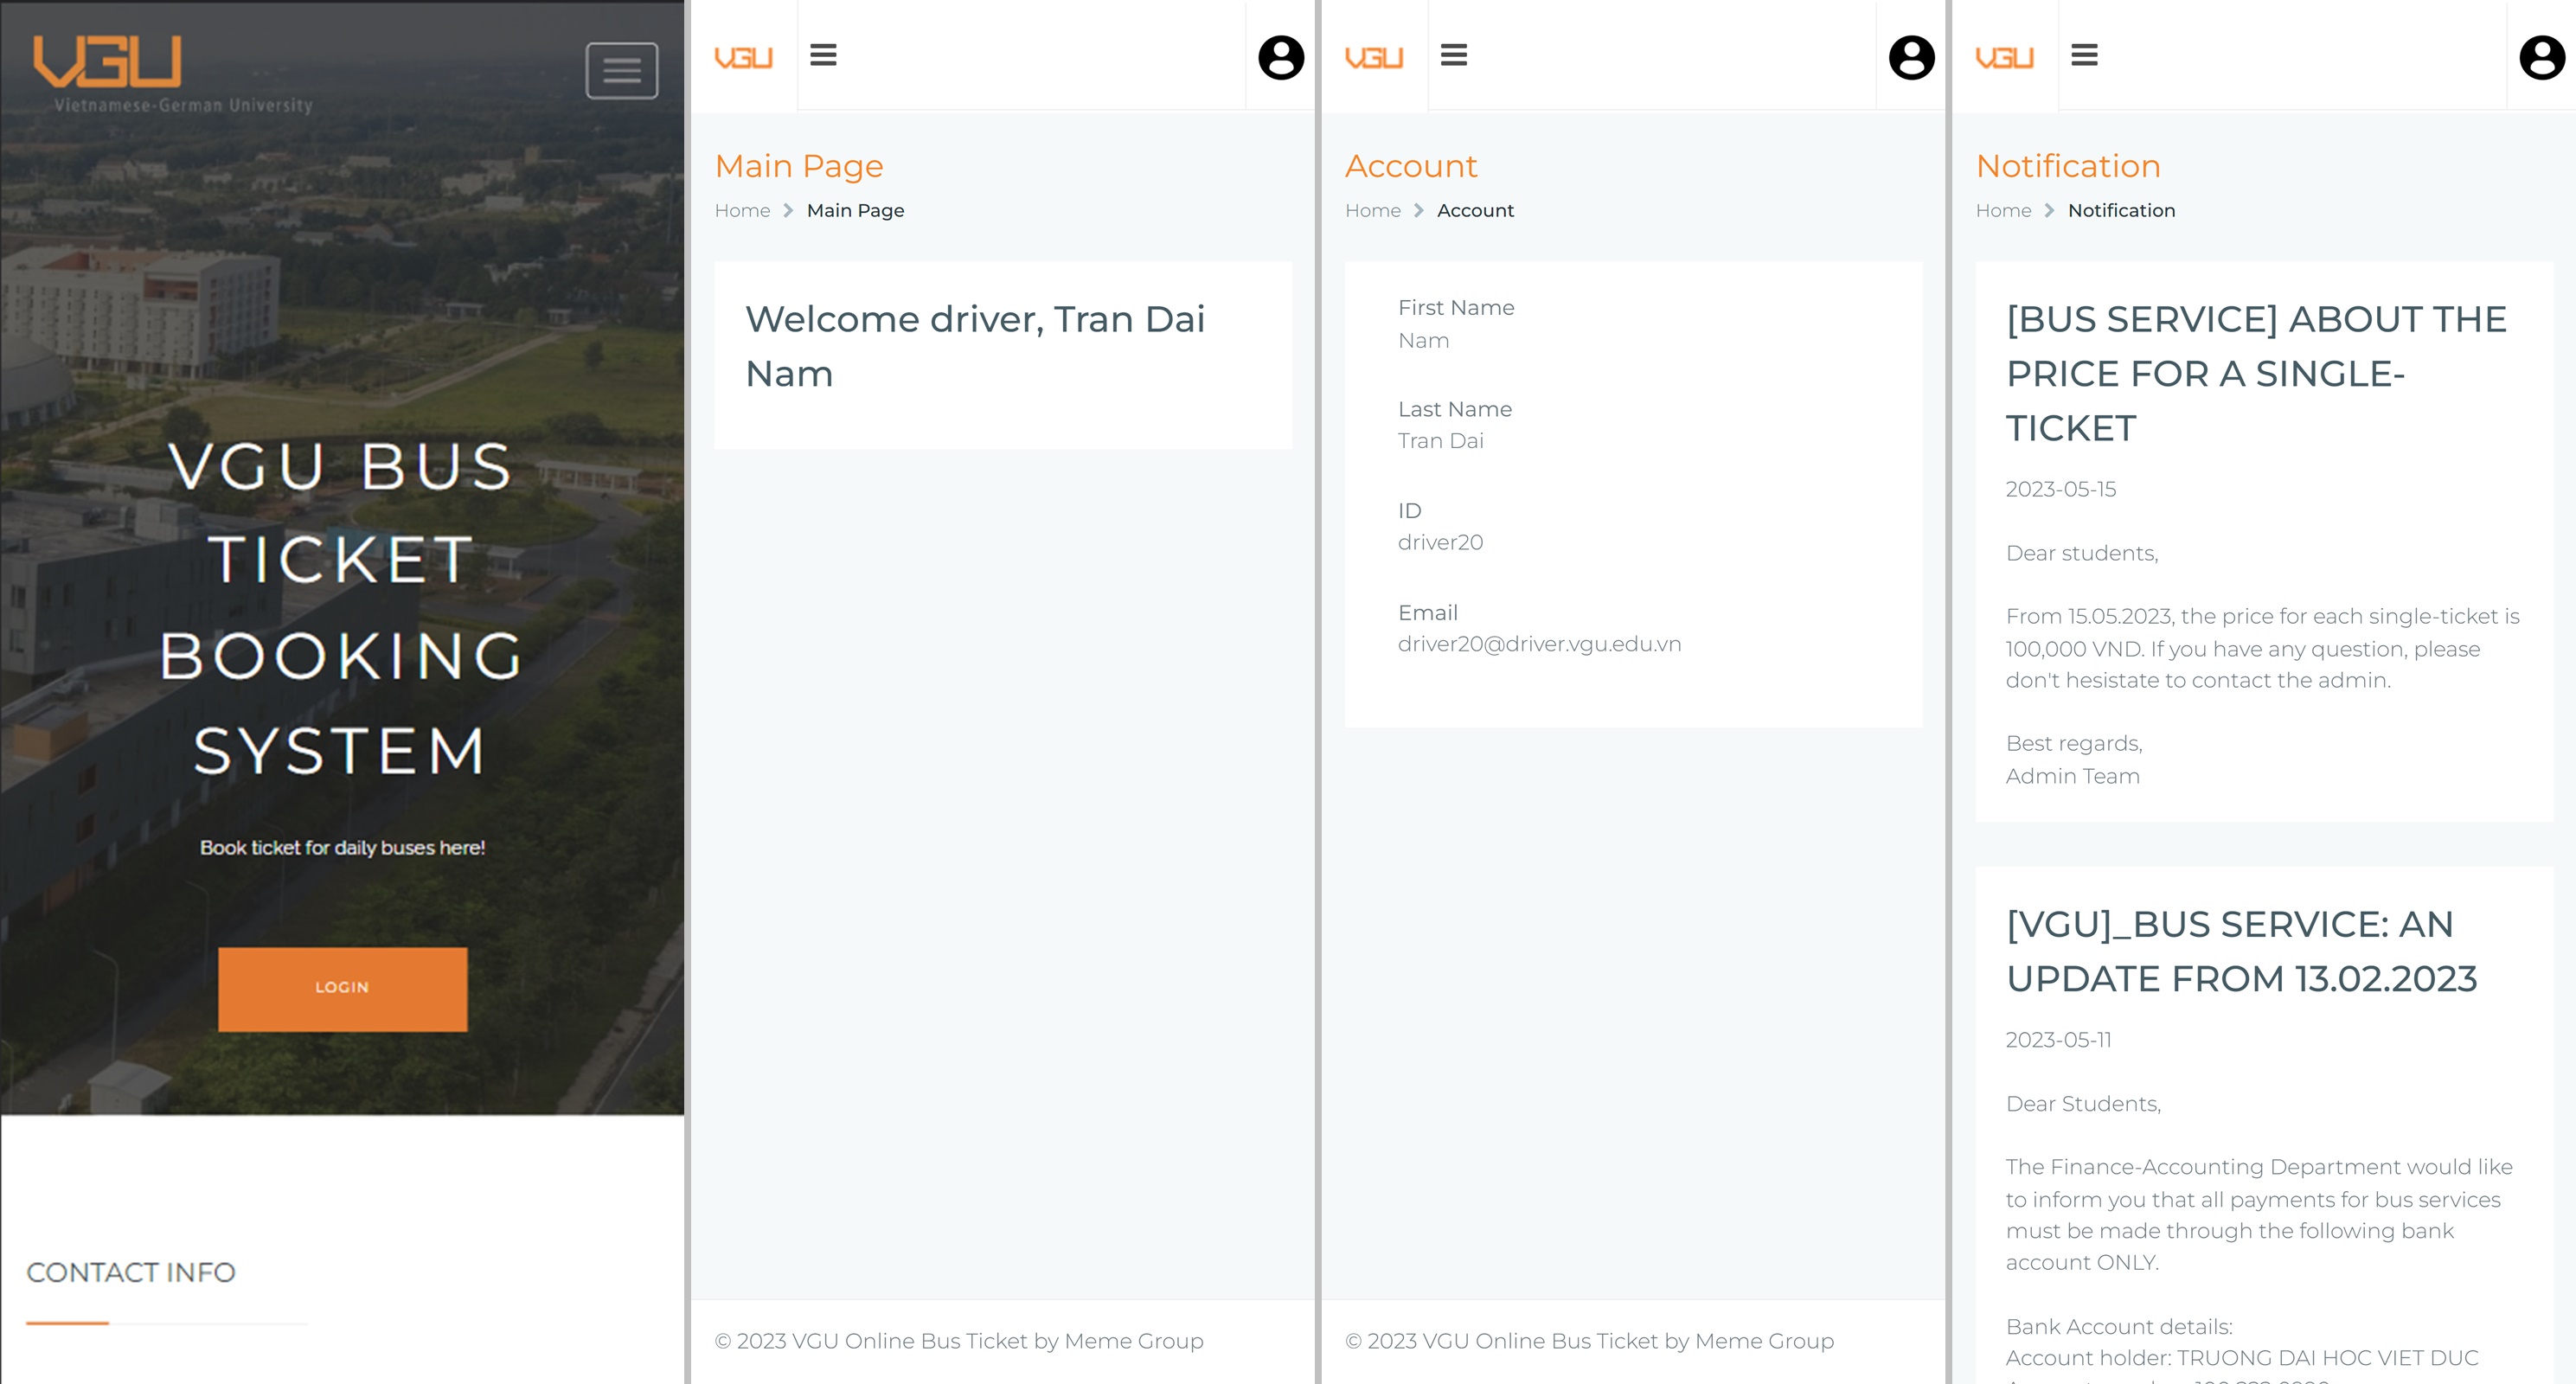 VGU
Vietnamese-German University
VGU BUS
TICKET
BOOKING
SYSTEM
Book ticket for daily buses here!
LOGIN
CONTACT INFO
VGU
Main Page
Home > Main Page
Welcome driver, Tran Dai
Nam
© 2023 VGU Online Bus Ticket by Meme Group
VGU
Account
Home > Account
First Name
Nam
Last Name
Tran Dai
ID
driver20
Email
driver20@driver.vgu.edu.vn
© 2023 VGU Online Bus Ticket by Meme Group
VGU
Notification
Home > Notification
[BUS SERVICE] ABOUT THE
PRICE FOR A SINGLE-
TICKET
2023-05-15
Dear students,
From 15.05.2023, the price for each single-ticket is
100,000 VND. If you have any question, please
don't hesistate to contact the admin.
Best regards,
Admin Team
[VGU]_BUS SERVICE: AN
UPDATE FROM 13.02.2023
2023-05-11
Dear Students,
The Finance-Accounting Department would like
to inform you that all payments for bus services
must be made through the following bank
account ONLY.
Bank Account details:
Account holder: TRUONG DAI HOC VIET DUC